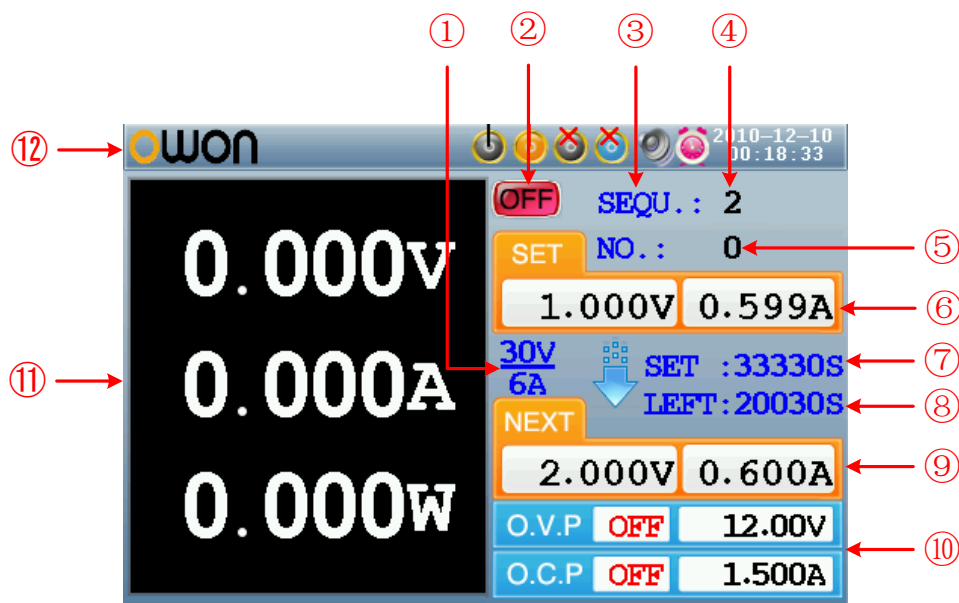 ① ② ③ ④
⑫ owon 2010-12-10
00:18:33
OFF SEQU.: 2
SET NO.: 0 ⑤
0.000V
1.000V 0.599A ⑥
30V
6A
SET :33330S ⑦
⑪ 0.000A
LEFT:20030S ⑧
NEXT
2.000V 0.600A ⑨
0.000W
O.V.P OFF 12.00V
⑩
O.C.P OFF 1.500A